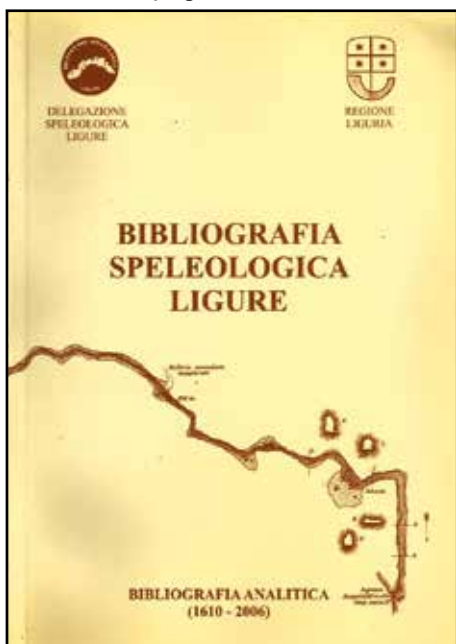 DELEGAZIONE
SPELEOLOGICA
LIGURE
REGIONE
LIGURIA
BIBLIOGRAFIA
SPELEOLOGICA
LIGURE
BIBLIOGRAFIA ANALITICA
(1610 - 2006)